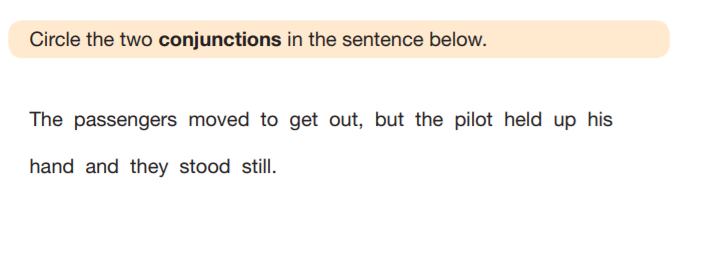 Circle the two conjunctions in the sentence below.
The passengers moved to get out, but the pilot held up his
hand and they stood still.